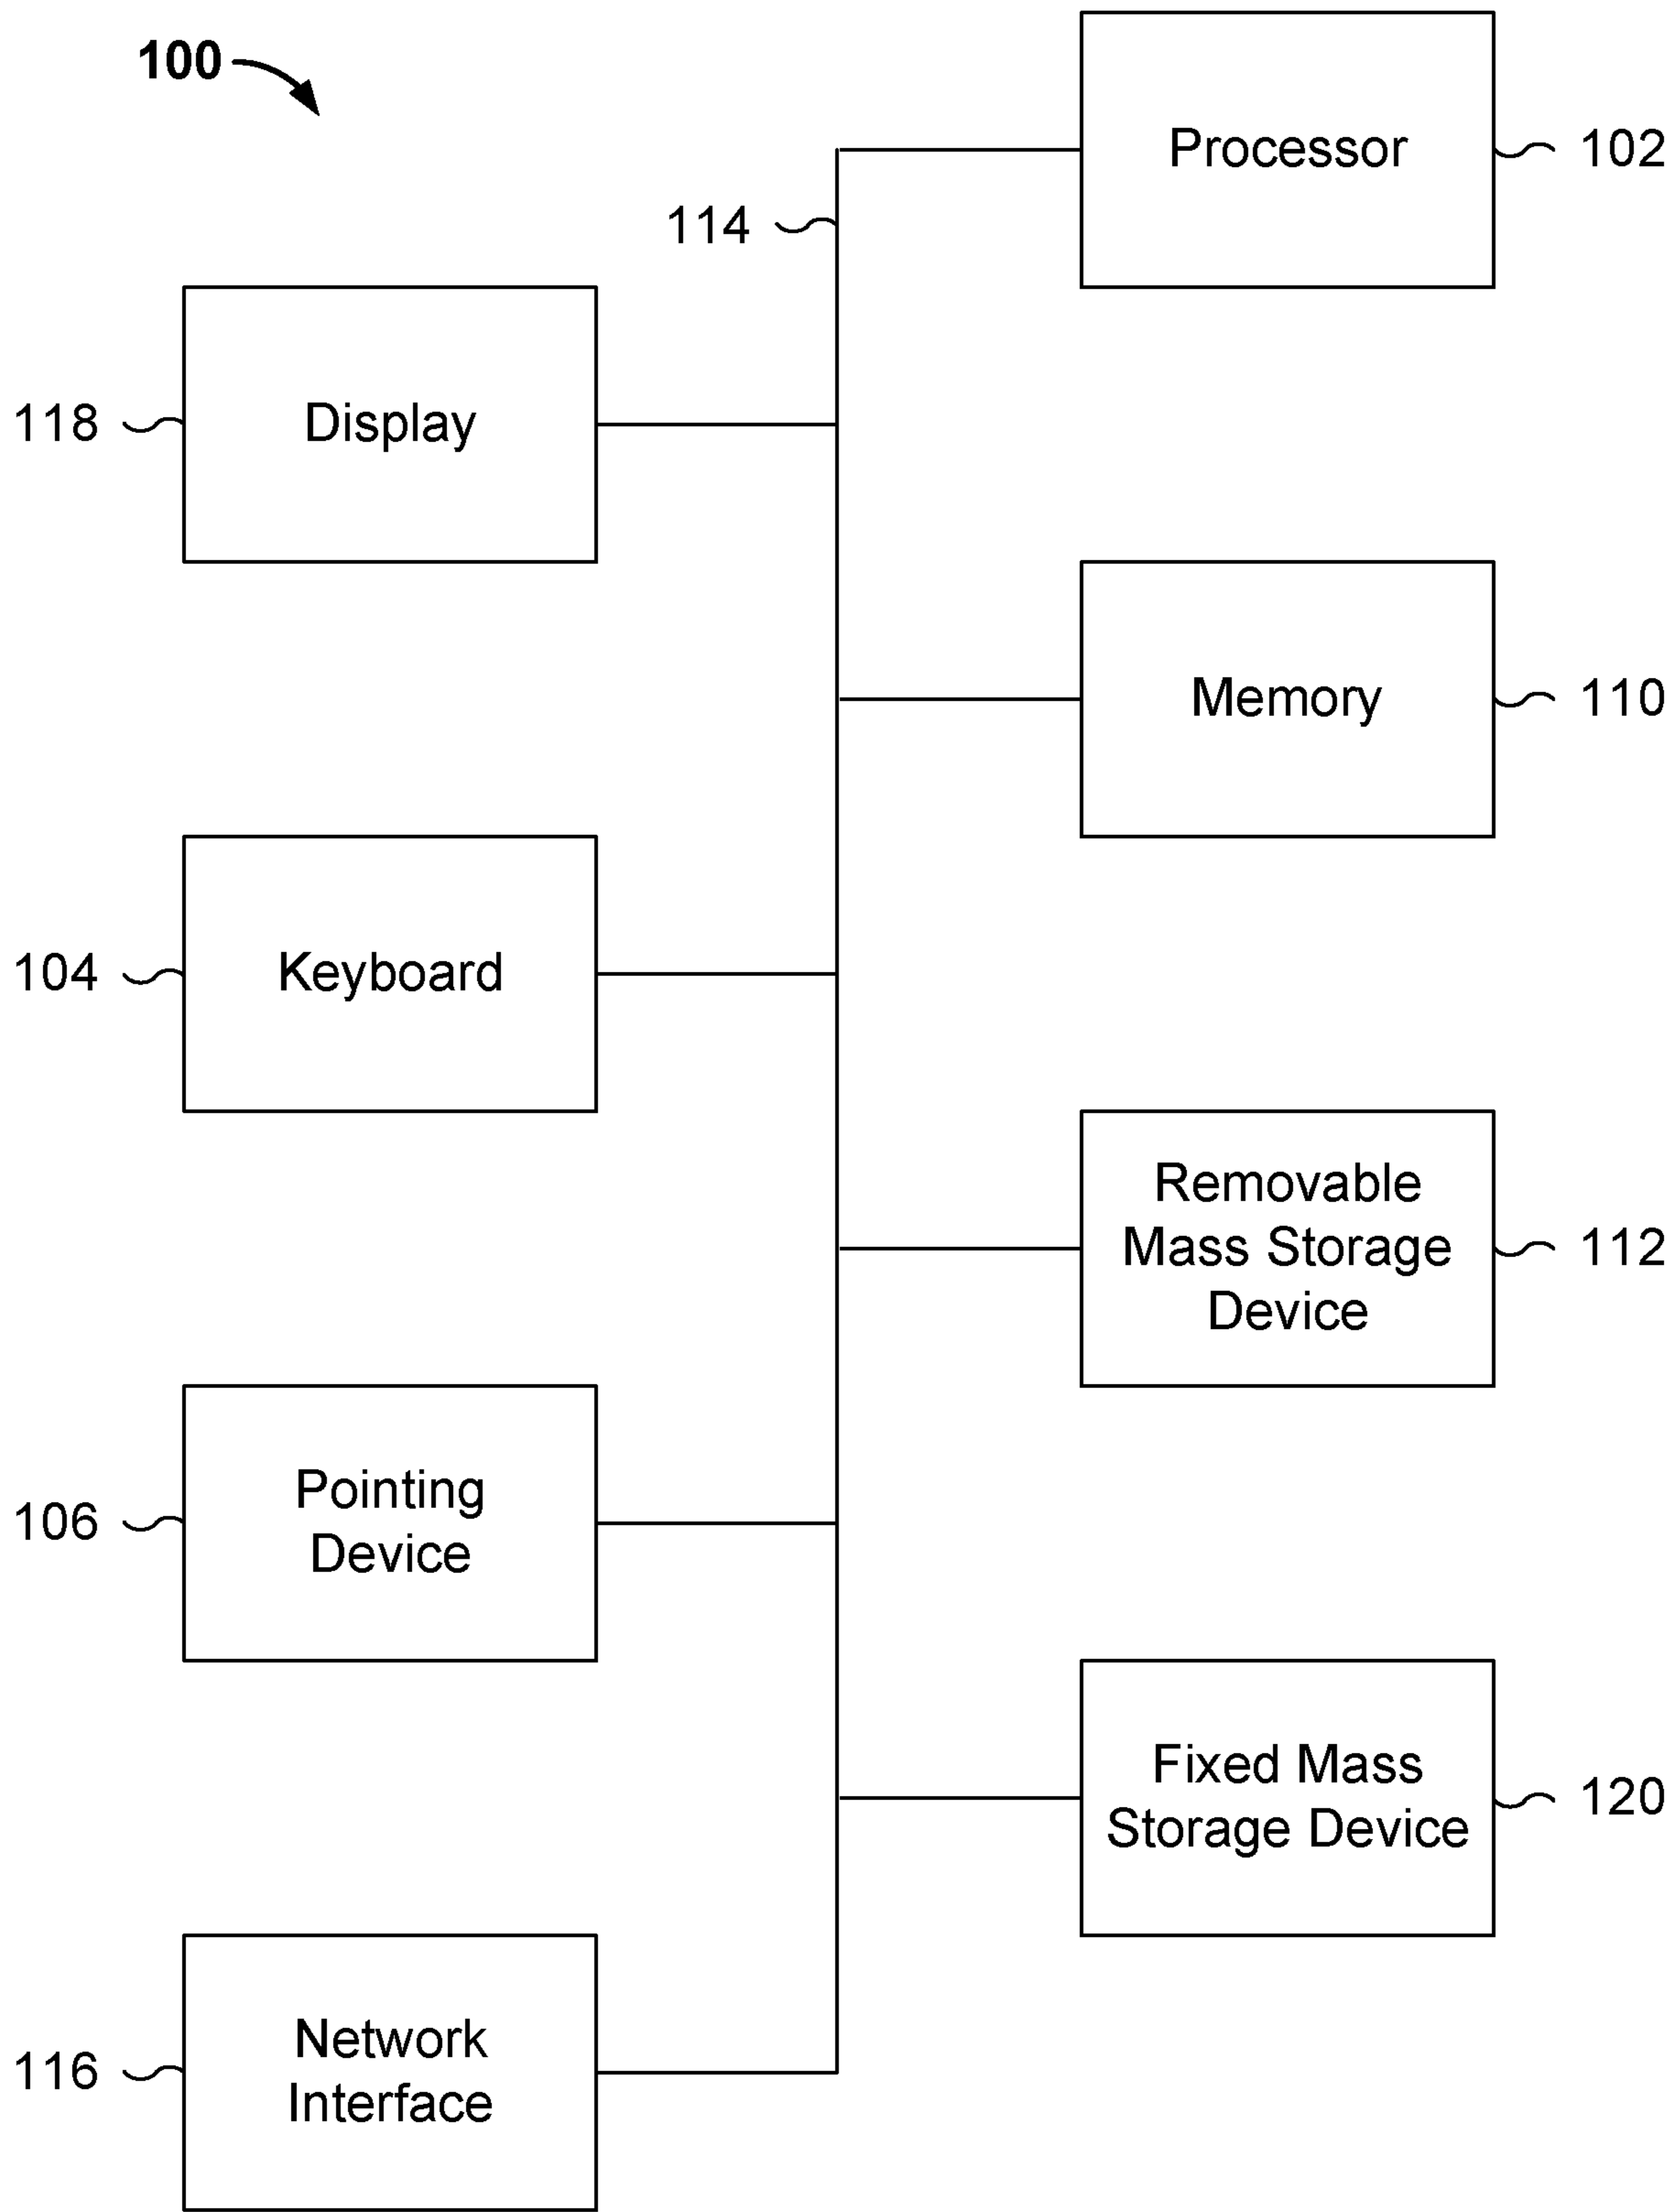 100
Processor
102
114
118
Display
Memory
110
104
Keyboard
Removable
Mass Storage
Device
112
106
Pointing
Device
Fixed Mass
Storage Device
120
116
Network
Interface